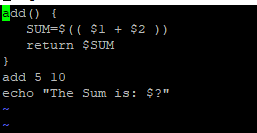 add() {
   SUM=$(( $1 + $2 ))
   return $SUM
}
add 5 10
echo "The Sum is: $?"
~
~